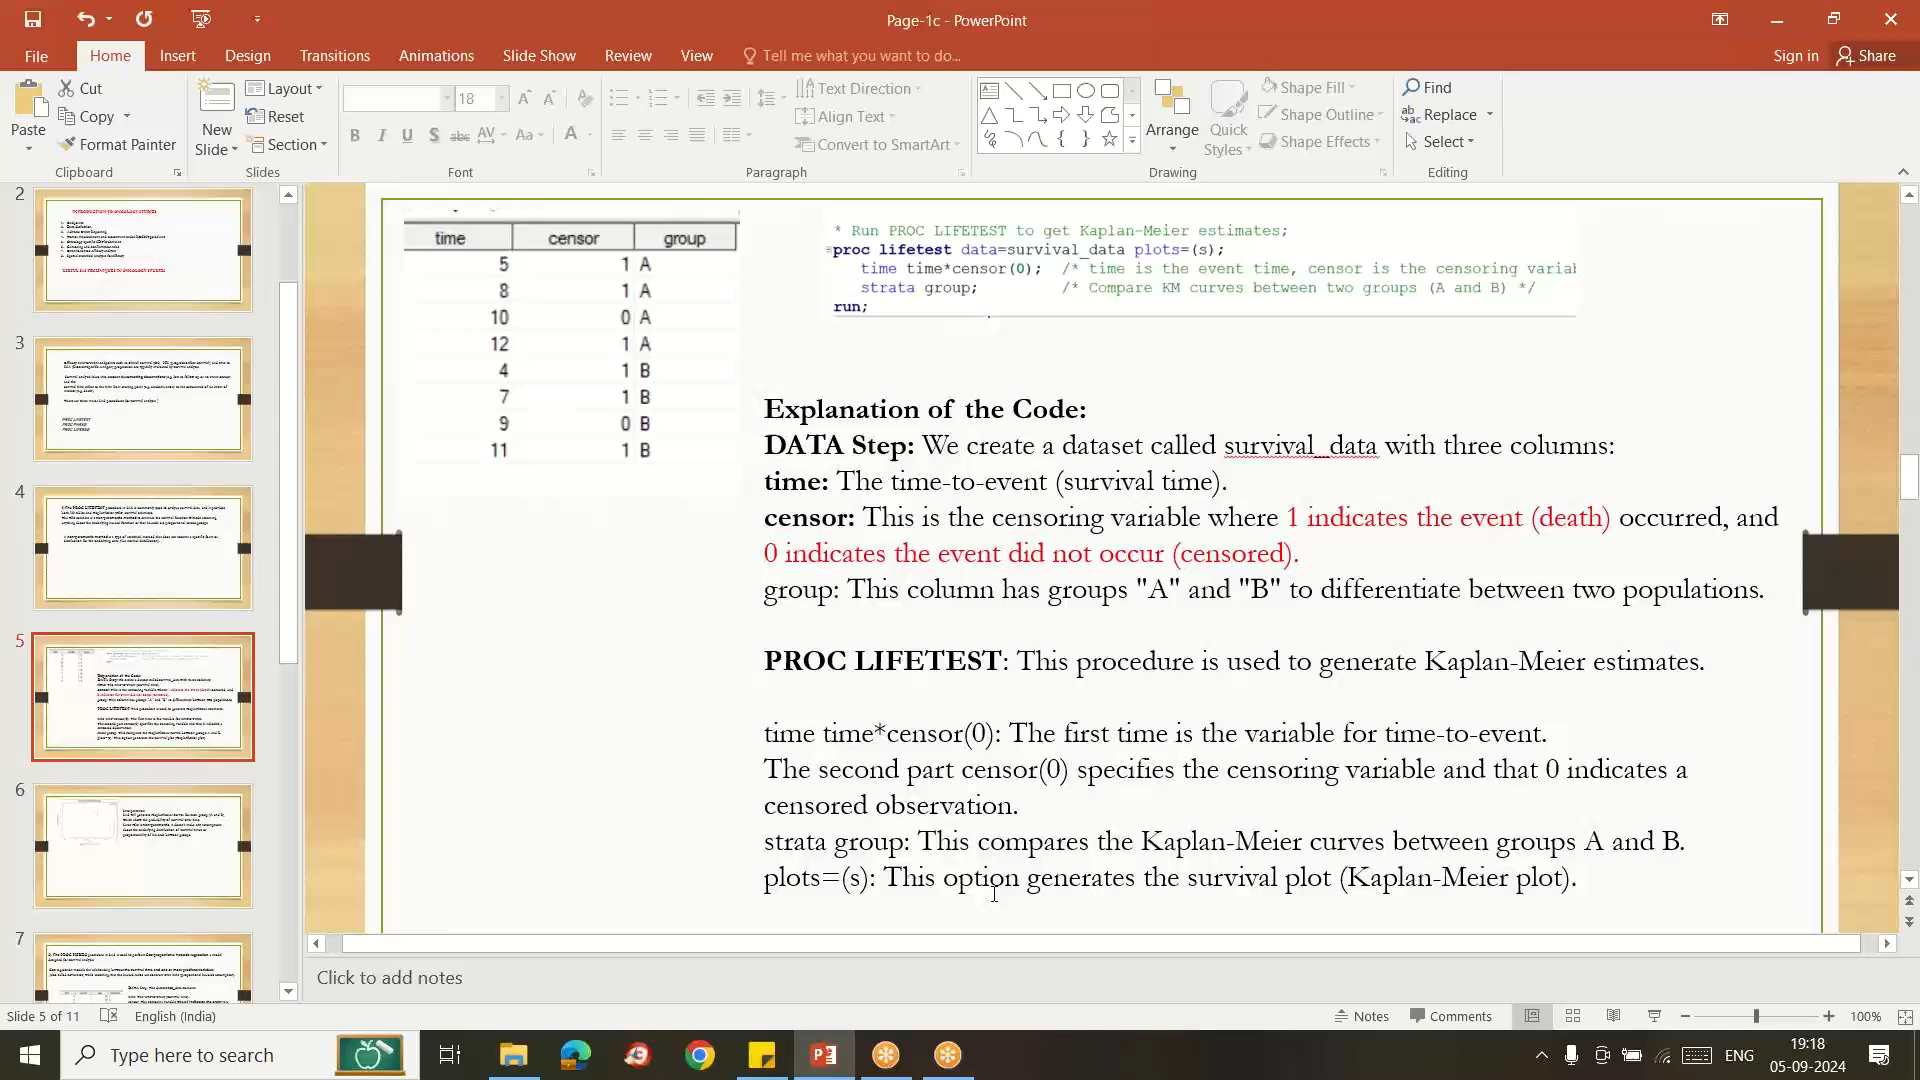 Page-1c - PowerPoint
File
Home
Insert
Design
Transitions
Animations
Slide Show
Review
View
Tell me what you want to do...
Sign in
Share
Paste
Cut
Copy
Format Painter
Clipboard
New Slide
Layout
Reset
Section
Slides
18
Font
Text Direction
Align Text
Convert to SmartArt
Paragraph
Arrange
Quick Styles
Shape Fill
Shape Outline
Shape Effects
Drawing
Find
Replace
Select
Editing
2
3
4
5
6
7
time censor group
5 1 A
8 1 A
10 0 A
12 1 A
4 1 B
7 1 B
9 0 B
11 1 B
* Run PROC LIFETEST to get Kaplan-Meier estimates;
proc lifetest data=survival_data plots=(s);
time time*censor(0); /* time is the event time, censor is the censoring variab
strata group; /* Compare KM curves between two groups (A and B) */
run;
Explanation of the Code:
DATA Step: We create a dataset called survival_data with three columns:
time: The time-to-event (survival time).
censor: This is the censoring variable where 1 indicates the event (death) occurred, and
0 indicates the event did not occur (censored).
group: This column has groups "A" and "B" to differentiate between two populations.
PROC LIFETEST: This procedure is used to generate Kaplan-Meier estimates.
time time*censor(0): The first time is the variable for time-to-event.
The second part censor(0) specifies the censoring variable and that 0 indicates a
censored observation.
strata group: This compares the Kaplan-Meier curves between groups A and B.
plots=(s): This option generates the survival plot (Kaplan-Meier plot).
Click to add notes
Slide 5 of 11
English (India)
Notes
Comments
100%
Type here to search
ENG
19:18
05-09-2024